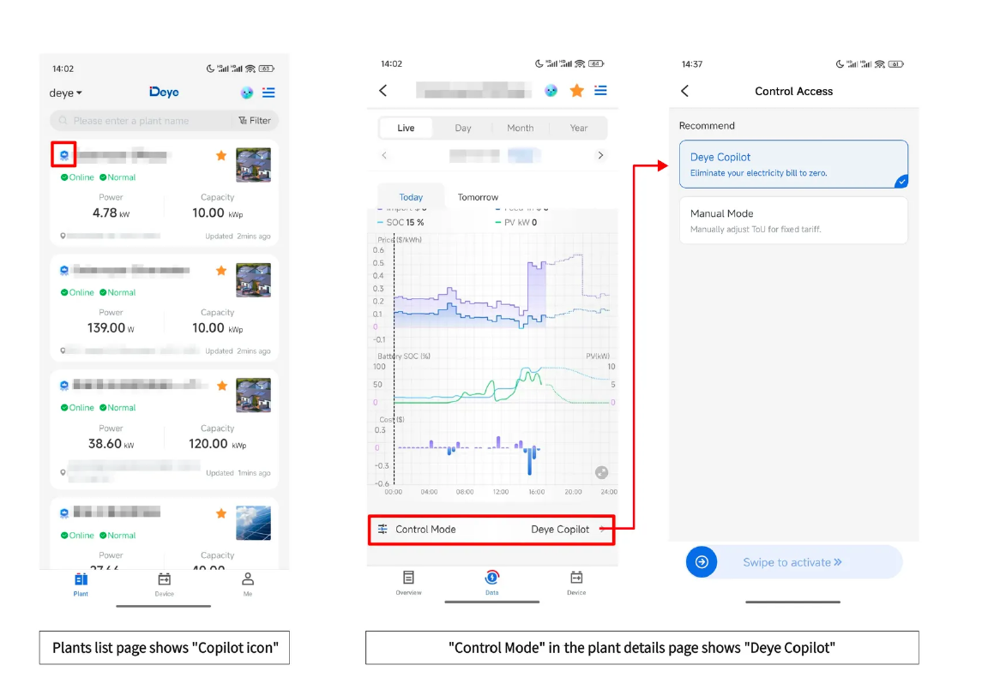 14:02
63
deye
Deye
Please enter a plant name
Filter
Online Normal
Power Capacity
4.78 kW 10.00 kWp
Updated 2mins ago
Online Normal
Power Capacity
139.00 W 10.00 kWp
Updated 2mins ago
Online Normal
Power Capacity
38.60 kW 120.00 kWp
Updated 1mins ago
Online Normal
Power Capacity
Plant Device Me
Plants list page shows "Copilot icon"
14:02
64
Live Day Month Year
Today Tomorrow
SOC 15 % PV kW 0
Price($/kWh)
0.6
0.5
0.4
0.3
0.2
0.1
0
-0.1
Battery SOC (%) PV(kW)
100 10
50 5
0 0
Cost($)
0.3
0
-0.3
-0.6
00:00 04:00 08:00 12:00 16:00 20:00 24:00
Control Mode Deye Copilot
Overview Data Device
14:37
61
Control Access
Recommend
Deye Copilot
Eliminate your electricity bill to zero.
Manual Mode
Manually adjust ToU for fixed tariff.
Swipe to activate »
"Control Mode" in the plant details page shows "Deye Copilot"